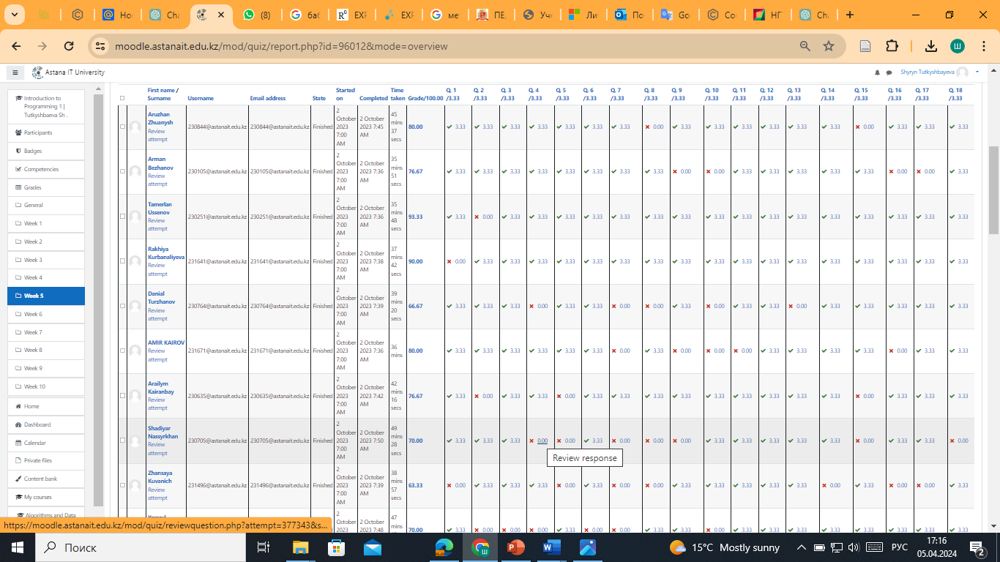 Но
Cha
(8)
баб
EXP
EXP
ме
ПЕД
Уче
Ли
По
Go
Со
НГ
Cha
moodle.astanait.edu.kz/mod/quiz/report.php?id=96012&mode=overview
Astana IT University
Shyryn Tutkyshbayeva
Introduction to
Programming 1 |
Tutkyshbaeva Sh .
Participants
Badges
Competencies
Grades
General
Week 1
Week 2
Week 3
Week 4
Week 5
Week 6
Week 7
Week 8
Week 9
Week 10
Home
Dashboard
Calendar
Private files
Content bank
My courses
Algorithms and Data
First name / Surname Username Email address State Started on Completed Time taken Grade/100.00 Q. 1 /3.33 Q. 2 /3.33 Q. 3 /3.33 Q. 4 /3.33 Q. 5 /3.33 Q. 6 /3.33 Q. 7 /3.33 Q. 8 /3.33 Q. 9 /3.33 Q. 10 /3.33 Q. 11 /3.33 Q. 12 /3.33 Q. 13 /3.33 Q. 14 /3.33 Q. 15 /3.33 Q. 16 /3.33 Q. 17 /3.33 Q. 18 /3.33
Aruzhan Zhuanysh Review attempt 230844@astanait.edu.kz 230844@astanait.edu.kz Finished 2 October 2023 7:00 AM 2 October 2023 7:45 AM 45 mins 37 secs 80.00 3.33 3.33 3.33 3.33 3.33 3.33 3.33 0.00 3.33 3.33 3.33 3.33 3.33 3.33 0.00 3.33 3.33 3.33
Arman Bezhanov Review attempt 230105@astanait.edu.kz 230105@astanait.edu.kz Finished 2 October 2023 7:00 AM 2 October 2023 7:36 AM 35 mins 51 secs 76.67 3.33 3.33 3.33 3.33 3.33 3.33 3.33 3.33 0.00 0.00 3.33 3.33 3.33 3.33 3.33 0.00 0.00 3.33
Tamerlan Ussenov Review attempt 230251@astanait.edu.kz 230251@astanait.edu.kz Finished 2 October 2023 7:00 AM 2 October 2023 7:36 AM 35 mins 48 secs 93.33 3.33 0.00 3.33 3.33 3.33 3.33 3.33 3.33 3.33 3.33 3.33 3.33 3.33 3.33 3.33 3.33 3.33 3.33
Rakhiya Kurbanaliyeva Review attempt 231641@astanait.edu.kz 231641@astanait.edu.kz Finished 2 October 2023 7:00 AM 2 October 2023 7:38 AM 37 mins 42 secs 90.00 0.00 3.33 3.33 3.33 3.33 3.33 3.33 3.33 3.33 3.33 3.33 3.33 3.33 3.33 3.33 3.33 3.33 3.33
Danial Turzhanov Review attempt 230764@astanait.edu.kz 230764@astanait.edu.kz Finished 2 October 2023 7:00 AM 2 October 2023 7:39 AM 39 mins 20 secs 66.67 3.33 3.33 3.33 0.00 3.33 3.33 0.00 0.00 3.33 0.00 3.33 3.33 0.00 3.33 3.33 3.33 3.33 3.33
AMIR KAIROV Review attempt 231671@astanait.edu.kz 231671@astanait.edu.kz Finished 2 October 2023 7:00 AM 2 October 2023 7:36 AM 36 mins 80.00 3.33 3.33 3.33 3.33 3.33 3.33 0.00 3.33 0.00 0.00 0.00 3.33 3.33 3.33 3.33 0.00 3.33 3.33
Arailym Kairanbay Review attempt 230635@astanait.edu.kz 230635@astanait.edu.kz Finished 2 October 2023 7:00 AM 2 October 2023 7:42 AM 42 mins 16 secs 76.67 3.33 0.00 3.33 3.33 0.00 3.33 3.33 3.33 3.33 3.33 3.33 3.33 3.33 3.33 0.00 3.33 3.33 3.33
Shadiyar Nassyrkhan Review attempt 230705@astanait.edu.kz 230705@astanait.edu.kz Finished 2 October 2023 7:00 AM 2 October 2023 7:50 AM 49 mins 28 secs 70.00 3.33 3.33 3.33 0.00 0.00 3.33 0.00 0.00 0.00 3.33 3.33 3.33 3.33 3.33 0.00 3.33 3.33 0.00
Review response
Zhansaya Kuvanich Review attempt 231496@astanait.edu.kz 231496@astanait.edu.kz Finished 2 October 2023 7:00 AM 2 October 2023 7:39 AM 38 mins 57 secs 63.33 0.00 3.33 3.33 3.33 0.00 3.33 0.00 0.00 3.33 3.33 3.33 3.33 3.33 0.00 3.33 0.00 0.00 3.33
2 October 2 October 2023 7:48 47 mins 70.00 3.33 0.00 0.00 0.00 3.33 0.00 0.00 3.33 3.33 3.33 3.33 3.33 3.33 3.33 3.33 3.33 3.33 3.33
https://moodle.astanait.edu.kz/mod/quiz/reviewquestion.php?attempt=377343&s...
Поиск
15°C Mostly sunny
РУС
17:16
05.04.2024
2